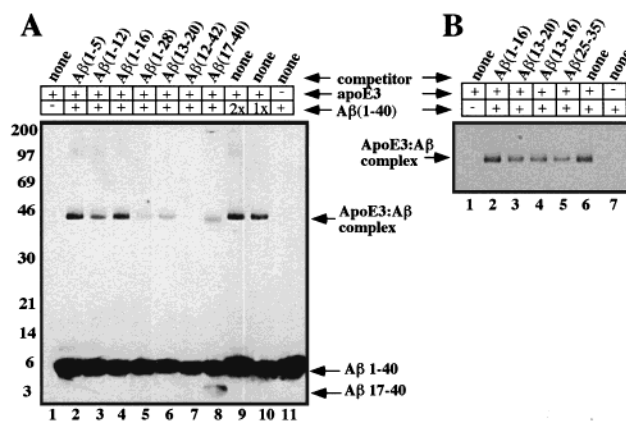 A
none
Aβ(1-5)
Aβ(1-12)
Aβ(1-16)
Aβ(1-28)
Aβ(13-20)
Aβ(12-42)
Aβ(17-40)
none
none
none
competitor
B
none
Aβ(1-16)
Aβ(13-20)
Aβ(13-16)
Aβ(25-35)
none
none
+ + + + + + + + + + - apoE3 + + + + + + -
- + + + + + + + 2x 1x + Aβ(1-40) - + + + + + +
200
97
69
46
30
21
14
6
3
ApoE3:Aβ
complex
Aβ 1-40
Aβ 17-40
1 2 3 4 5 6 7 8 9 10 11
ApoE3:Aβ
complex
1 2 3 4 5 6 7